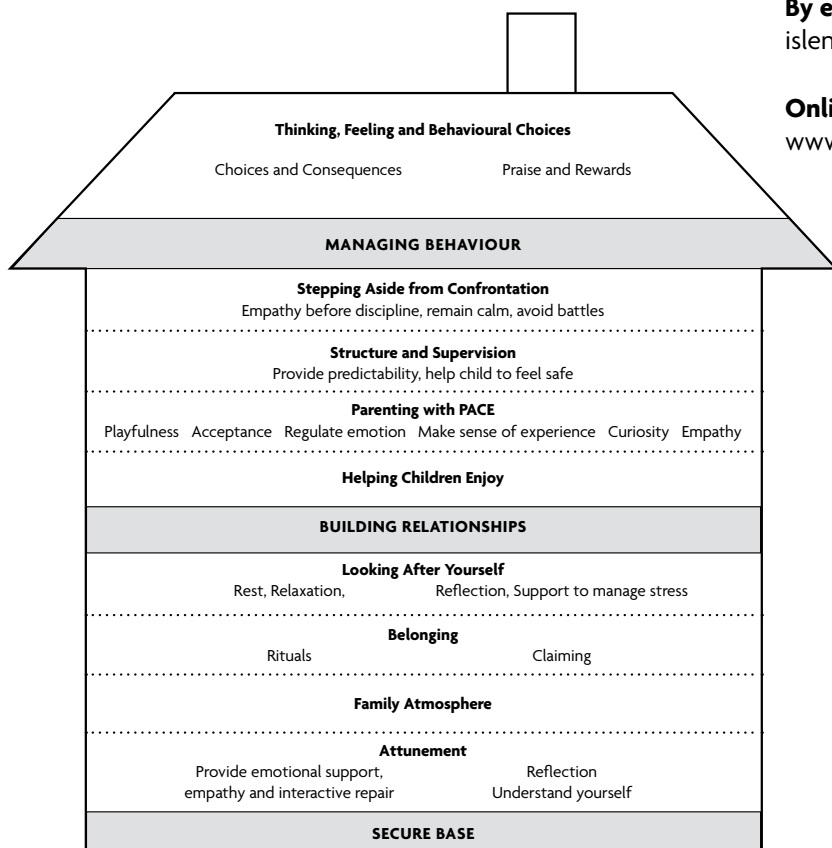 By e
islen
Onli
www
Thinking, Feeling and Behavioural Choices
Choices and Consequences Praise and Rewards
MANAGING BEHAVIOUR
Stepping Aside from Confrontation
Empathy before discipline, remain calm, avoid battles
Structure and Supervision
Provide predictability, help child to feel safe
Parenting with PACE
Playfulness Acceptance Regulate emotion Make sense of experience Curiosity Empathy
Helping Children Enjoy
BUILDING RELATIONSHIPS
Looking After Yourself
Rest, Relaxation, Reflection, Support to manage stress
Belonging
Rituals Claiming
Family Atmosphere
Attunement
Provide emotional support, Reflection
empathy and interactive repair Understand yourself
SECURE BASE